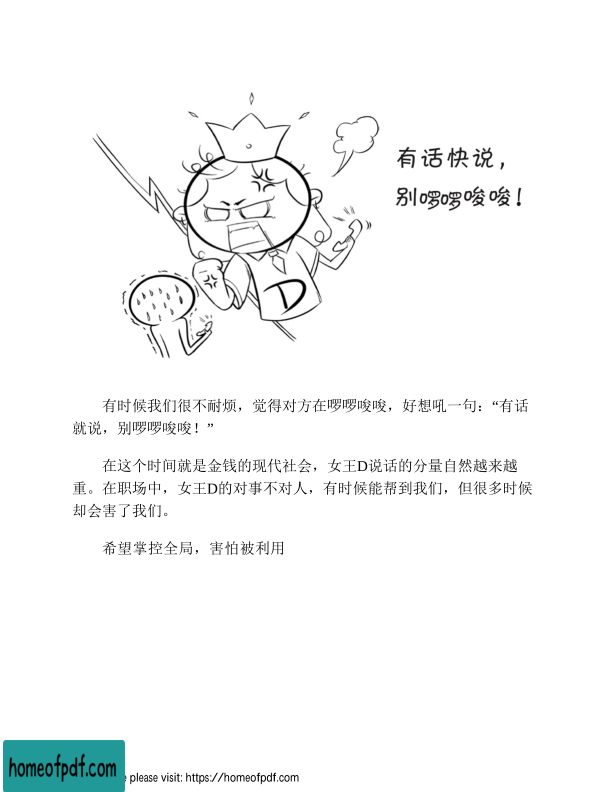 有话快说，
别啰啰唆唆！
D
有时候我们很不耐烦，觉得对方在啰啰唆唆，好想吼一句：“有话
就说，别啰啰唆唆！”
在这个时间就是金钱的现代社会，女王D说话的分量自然越来越
重。在职场中，女王D的对事不对人，有时候能帮到我们，但很多时候
却会害了我们。
希望掌控全局，害怕被利用
homeofpdf.com
e please visit: https://homeofpdf.com